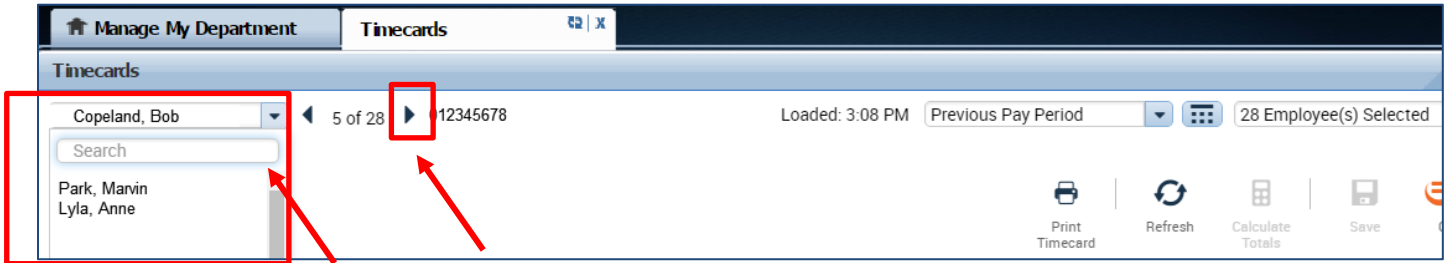 Manage My Department
Timecards
X
Timecards
Copeland, Bob
5 of 28
012345678
Loaded: 3:08 PM
Previous Pay Period
28 Employee(s) Selected
Search
Park, Marvin
Lyla, Anne
Print
Timecard
Refresh
Calculate
Totals
Save